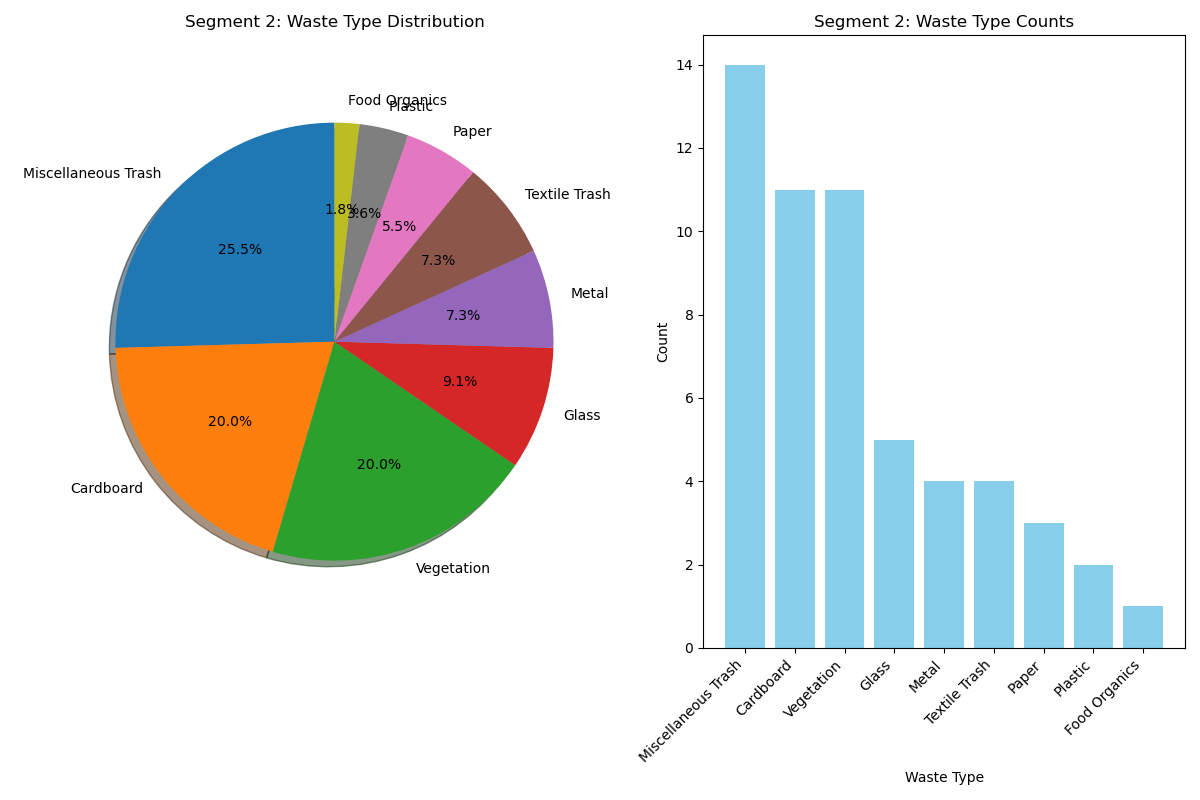 Segment 2: Waste Type Distribution
Food Organics
Plastic
Paper
Miscellaneous Trash
Textile Trash
1.8%
3.6%
5.5%
25.5%
7.3%
Metal
7.3%
9.1%
Glass
20.0%
20.0%
Cardboard
Vegetation
Segment 2: Waste Type Counts
14
12
10
8
6
4
2
0
Count
Miscellaneous Trash
Cardboard
Vegetation
Glass
Metal
Textile Trash
Paper
Plastic
Food Organics
Waste Type